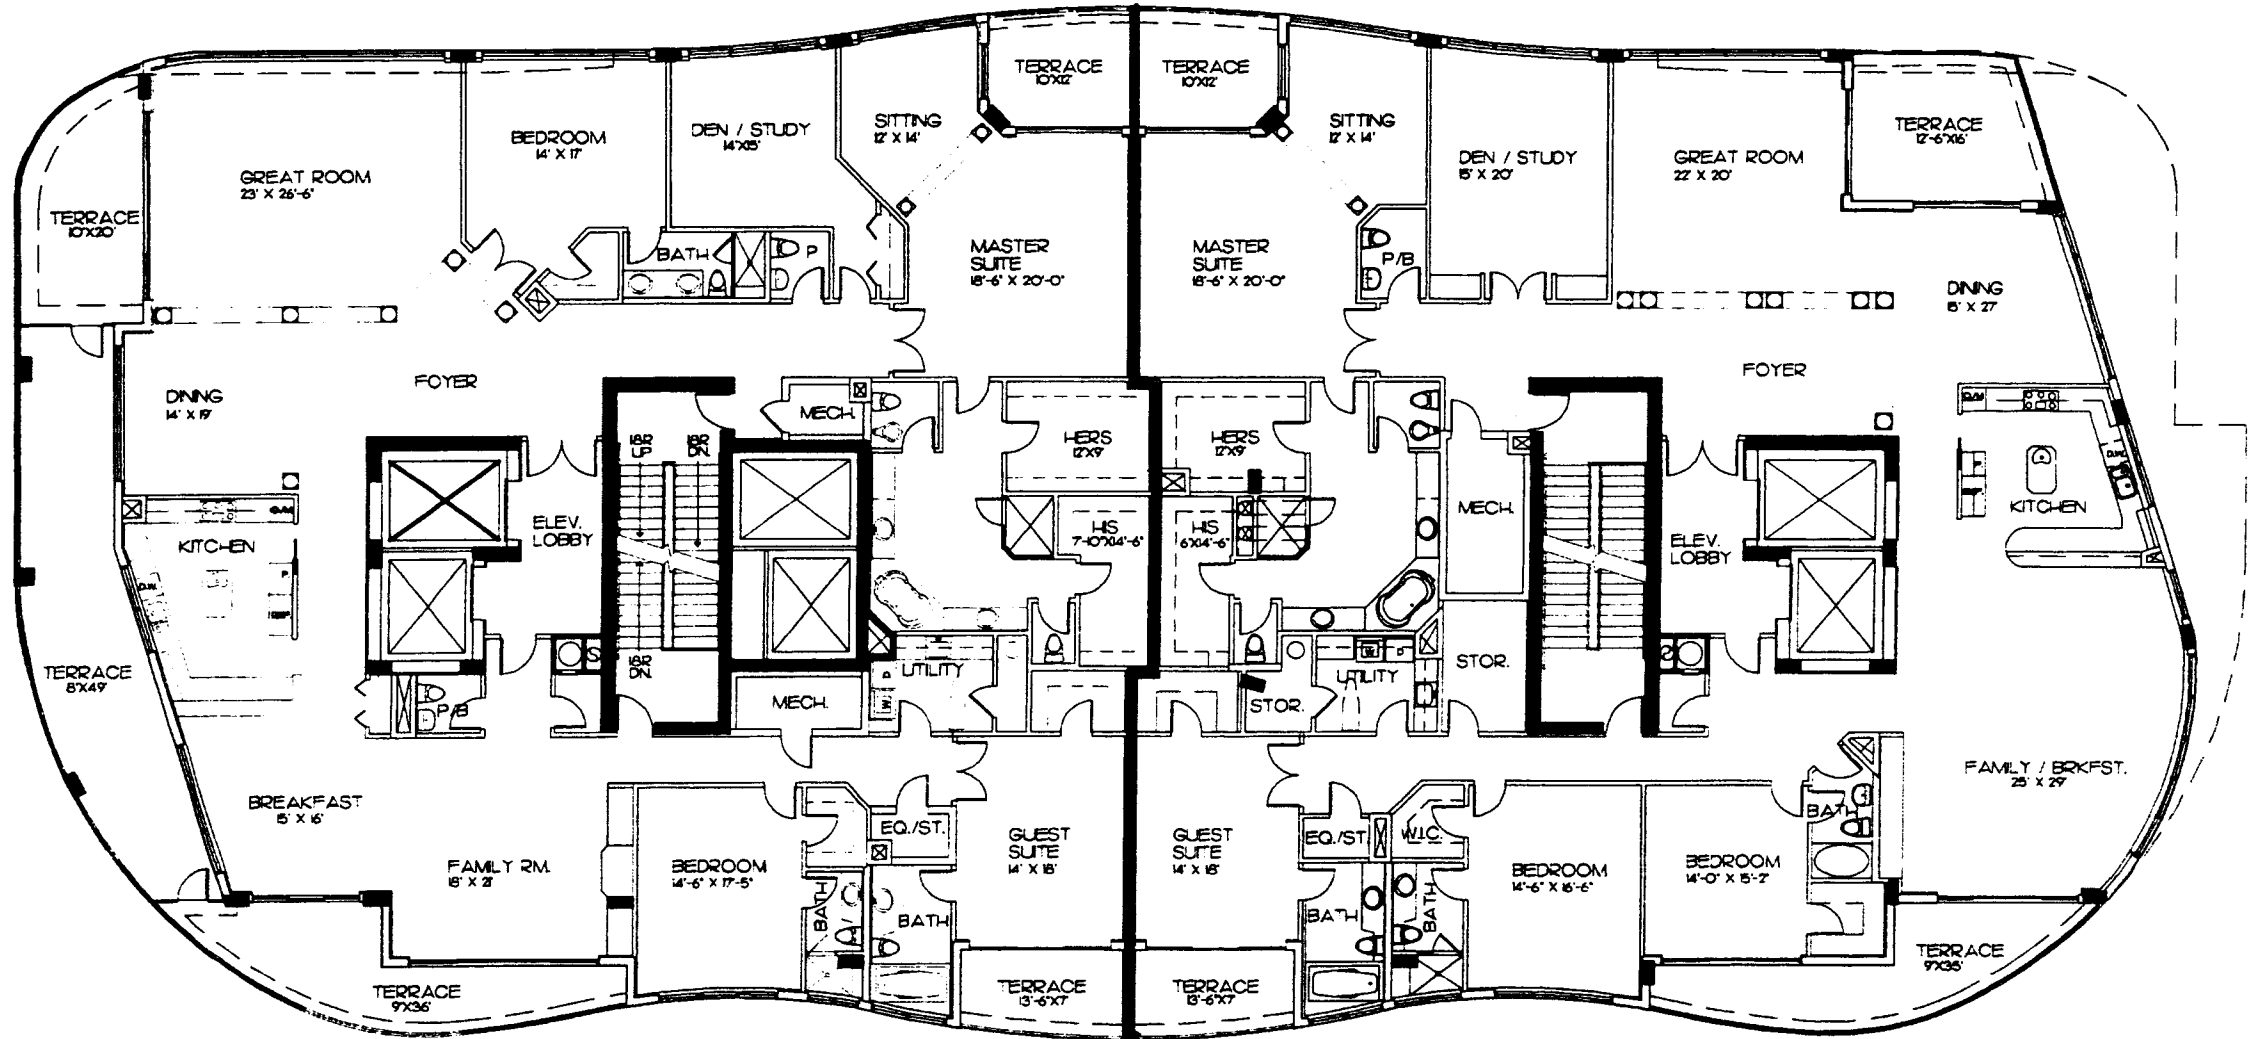 TERRACE
10'X12'
TERRACE
10'X12'
SITTING
12' X 14'
SITTING
12' X 14'
TERRACE
12'-6"X16'
BEDROOM
14' X 17'
DEN / STUDY
14'X15'
DEN / STUDY
15' X 20'
GREAT ROOM
22' X 20'
GREAT ROOM
23' X 26'-6"
TERRACE
10'X20'
BATH
P
MASTER
SUITE
18'-6" X 20'-0"
MASTER
SUITE
18'-6" X 20'-0"
P/B
DINING
15' X 27'
FOYER
FOYER
DINING
14' X 19'
MECH.
HERS
12'X9'
HERS
12'X9'
18R
UP
18R
DN.
KITCHEN
ELEV.
LOBBY
HIS
7-10"X14'-6"
HIS
6'X14'-6"
MECH.
ELEV.
LOBBY
D.W.
KITCHEN
D.W.
P
TERRACE
8'X49'
S
18R
DN.
UTILITY
D
W
UTILITY
W
D
STOR.
S
P/B
MECH.
STOR.
BREAKFAST
15' X 16'
FAMILY / BRKFST.
25' X 29'
BATH
FAMILY RM.
18' X 21'
BEDROOM
14'-6" X 17'-5"
EQ./ST.
GUEST
SUITE
14' X 18'
GUEST
SUITE
14' X 18'
EQ./ST
W.I.C.
BEDROOM
14'-6" X 16'-6"
BEDROOM
14'-0" X 15'-2"
BATH
BATH
BATH
BATH
TERRACE
9'X36'
TERRACE
13'-6"X7'
TERRACE
13'-6"X7'
TERRACE
9'X35'